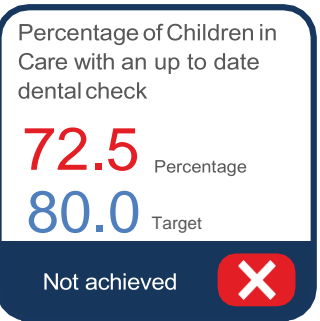 Percentage of Children in
Care with an up to date
dental check
72.5 Percentage
80.0 Target
Not achieved